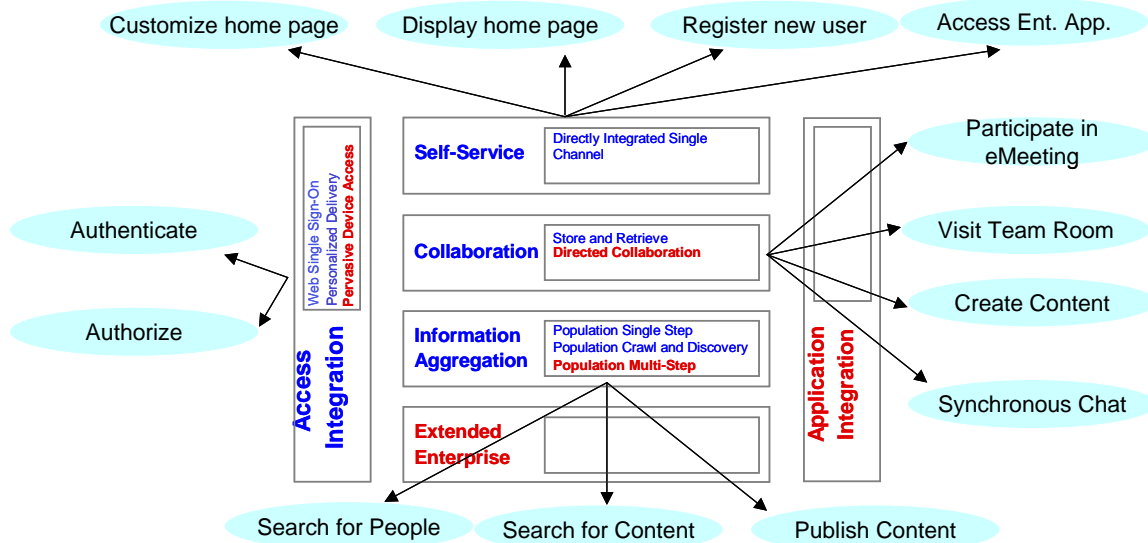 Customize home page
Display home page
Register new user
Access Ent. App.
Self-Service
Directly Integrated Single
Channel
Participate in
eMeeting
Web Single Sign-On
Personalized Delivery
Pervasive Device Access
Authenticate
Collaboration
Store and Retrieve
Directed Collaboration
Visit Team Room
Authorize
Create Content
Access
Integration
Information
Aggregation
Population Single Step
Population Crawl and Discovery
Population Multi-Step
Application
Integration
Synchronous Chat
Extended
Enterprise
Search for People
Search for Content
Publish Content